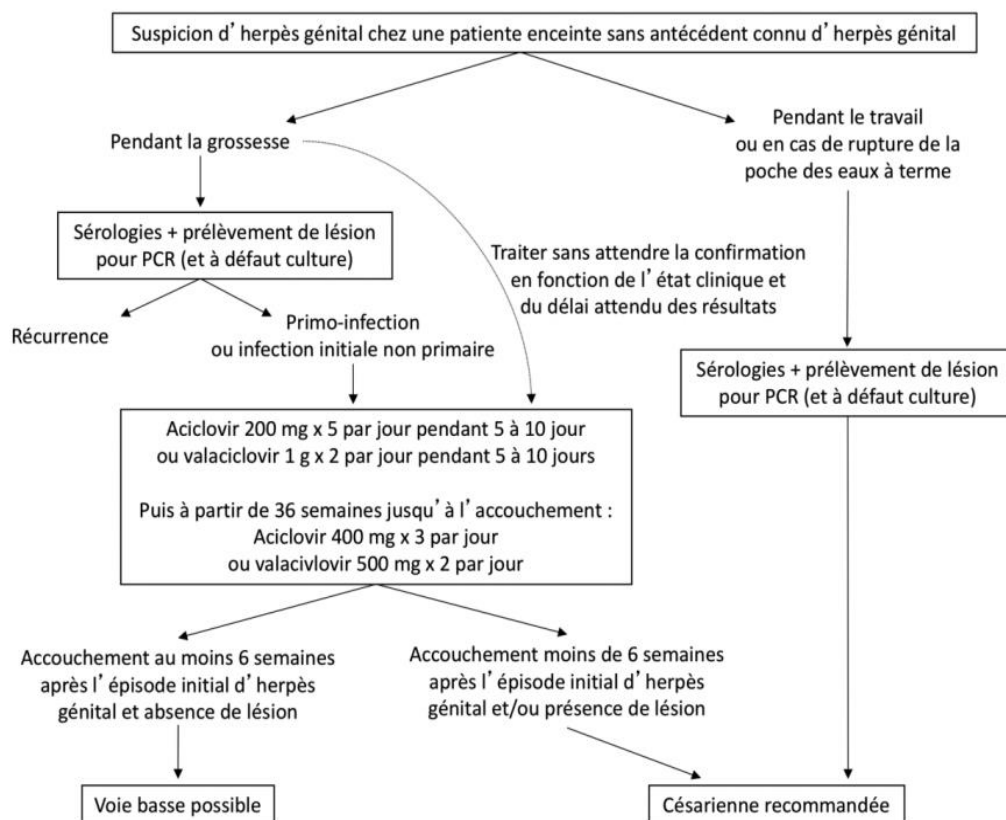 Suspicion d'herpès génital chez une patiente enceinte sans antécédent connu d'herpès génital
Pendant la grossesse
Pendant le travail
ou en cas de rupture de la
poche des eaux à terme
Sérologies + prélèvement de lésion
pour PCR (et à défaut culture)
Traiter sans attendre la confirmation
en fonction de l'état clinique et
du délai attendu des résultats
Récurrence
Primo-infection
ou infection initiale non primaire
Sérologies + prélèvement de lésion
pour PCR (et à défaut culture)
Aciclovir 200 mg x 5 par jour pendant 5 à 10 jour
ou valaciclovir 1 g x 2 par jour pendant 5 à 10 jours
Puis à partir de 36 semaines jusqu'à l'accouchement :
Aciclovir 400 mg x 3 par jour
ou valacivlovir 500 mg x 2 par jour
Accouchement au moins 6 semaines
après l'épisode initial d'herpès
génital et absence de lésion
Accouchement moins de 6 semaines
après l'épisode initial d'herpès
génital et/ou présence de lésion
Voie basse possible
Césarienne recommandée